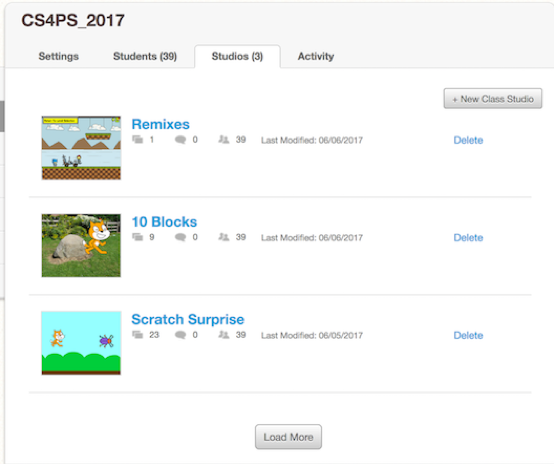 CS4PS_2017
Settings Students (39) Studios (3) Activity
+ New Class Studio
Remixes
1 0 39 Last Modified: 06/06/2017 Delete
10 Blocks
9 0 39 Last Modified: 06/06/2017 Delete
Scratch Surprise
23 0 39 Last Modified: 06/05/2017 Delete
Load More